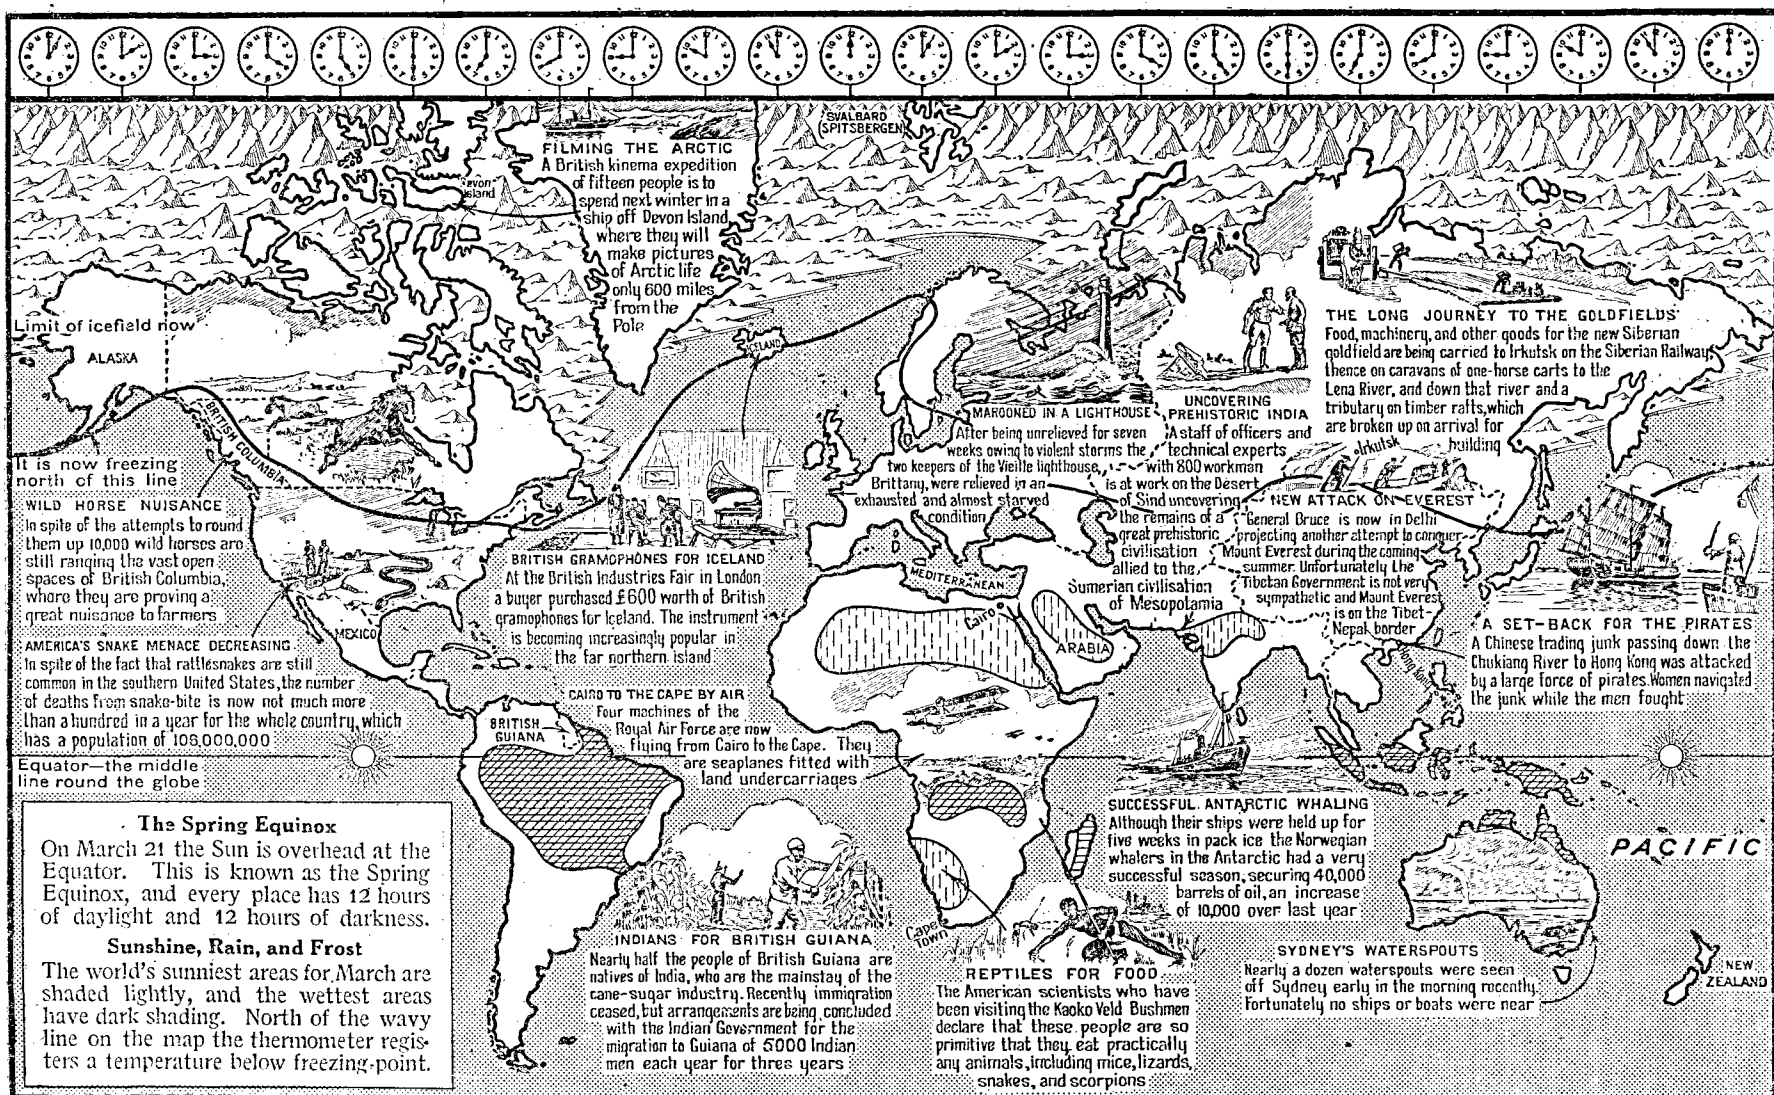 SVALBARD
(SPITSBERGEN)
FILMING THE ARCTIC
A British kinema expedition
of fifteen people is to
spend next winter in a
ship off Devon Island,
where they will
make pictures
of Arctic life
only 600 miles
from the
Pole
Devon
Island
Limit of icefield now
ALASKA
ICELAND
BRITISH COLUMBIA
It is now freezing
north of this line
WILD HORSE NUISANCE
In spite of the attempts to round
them up 10,000 wild horses are
still ranging the vast open
spaces of British Columbia,
where they are proving a
great nuisance to farmers
AMERICA'S SNAKE MENACE DECREASING
In spite of the fact that rattlesnakes are still
common in the southern United States, the number
of deaths from snake-bite is now not much more
than a hundred in a year for the whole country, which
has a population of 105,000,000
MEXICO
Equator—the middle
line round the globe
BRITISH GRAMOPHONES FOR ICELAND
At the British Industries Fair in London
a buyer purchased £600 worth of British
gramophones for Iceland. The instrument
is becoming increasingly popular in
the far northern island
CAIRO TO THE CAPE BY AIR
Four machines of the
Royal Air Force are now
flying from Cairo to the Cape. They
are seaplanes fitted with
land undercarriages
BRITISH
GUIANA
MAROONED IN A LIGHTHOUSE
After being unrelieved for seven
weeks owing to violent storms the
two keepers of the Vieille lighthouse,
Brittany, were relieved in an
exhausted and almost starved
condition
UNCOVERING
PREHISTORIC INDIA
A staff of officers and
technical experts
with 800 workman
is at work on the Desert
of Sind uncovering
the remains of a
great prehistoric
civilisation
allied to the
Sumerian civilisation
of Mesopotamia
MEDITERRANEAN
Cairo
ARABIA
THE LONG JOURNEY TO THE GOLDFIELDS
Food, machinery, and other goods for the new Siberian
goldfield are being carried to Irkutsk on the Siberian Railway,
thence on caravans of one-horse carts to the
Lena River, and down that river and a
tributary on timber rafts, which
are broken up on arrival for
building
Irkutsk
NEW ATTACK ON EVEREST
General Bruce is now in Delhi
projecting another attempt to conquer
Mount Everest during the coming
summer. Unfortunately the
Tibetan Government is not very
sympathetic and Mount Everest
is on the Tibet-
Nepal border
Hong Kong
A SET-BACK FOR THE PIRATES
A Chinese trading junk passing down the
Chukiang River to Hong Kong was attacked
by a large force of pirates. Women navigated
the junk while the men fought
The Spring Equinox
On March 21 the Sun is overhead at the
Equator. This is known as the Spring
Equinox, and every place has 12 hours
of daylight and 12 hours of darkness.
Sunshine, Rain, and Frost
The world's sunniest areas for March are
shaded lightly, and the wettest areas
have dark shading. North of the wavy
line on the map the thermometer regis-
ters a temperature below freezing-point.
INDIANS FOR BRITISH GUIANA
Nearly half the people of British Guiana are
natives of India, who are the mainstay of the
cane-sugar industry. Recently immigration
ceased, but arrangements are being concluded
with the Indian Government for the
migration to Guiana of 5000 Indian
men each year for three years
Cape
Town
REPTILES FOR FOOD
The American scientists who have
been visiting the Kaoko Veld Bushmen
declare that these people are so
primitive that they eat practically
any animals, including mice, lizards,
snakes, and scorpions
SUCCESSFUL ANTARCTIC WHALING
Although their ships were held up for
five weeks in pack ice the Norwegian
whalers in the Antarctic had a very
successful season, securing 40,000
barrels of oil, an increase
of 10,000 over last year
PACIFIC
SYDNEY'S WATERSPOUTS
Nearly a dozen waterspouts were seen
off Sydney early in the morning recently.
Fortunately no ships or boats were near
NEW
ZEALAND